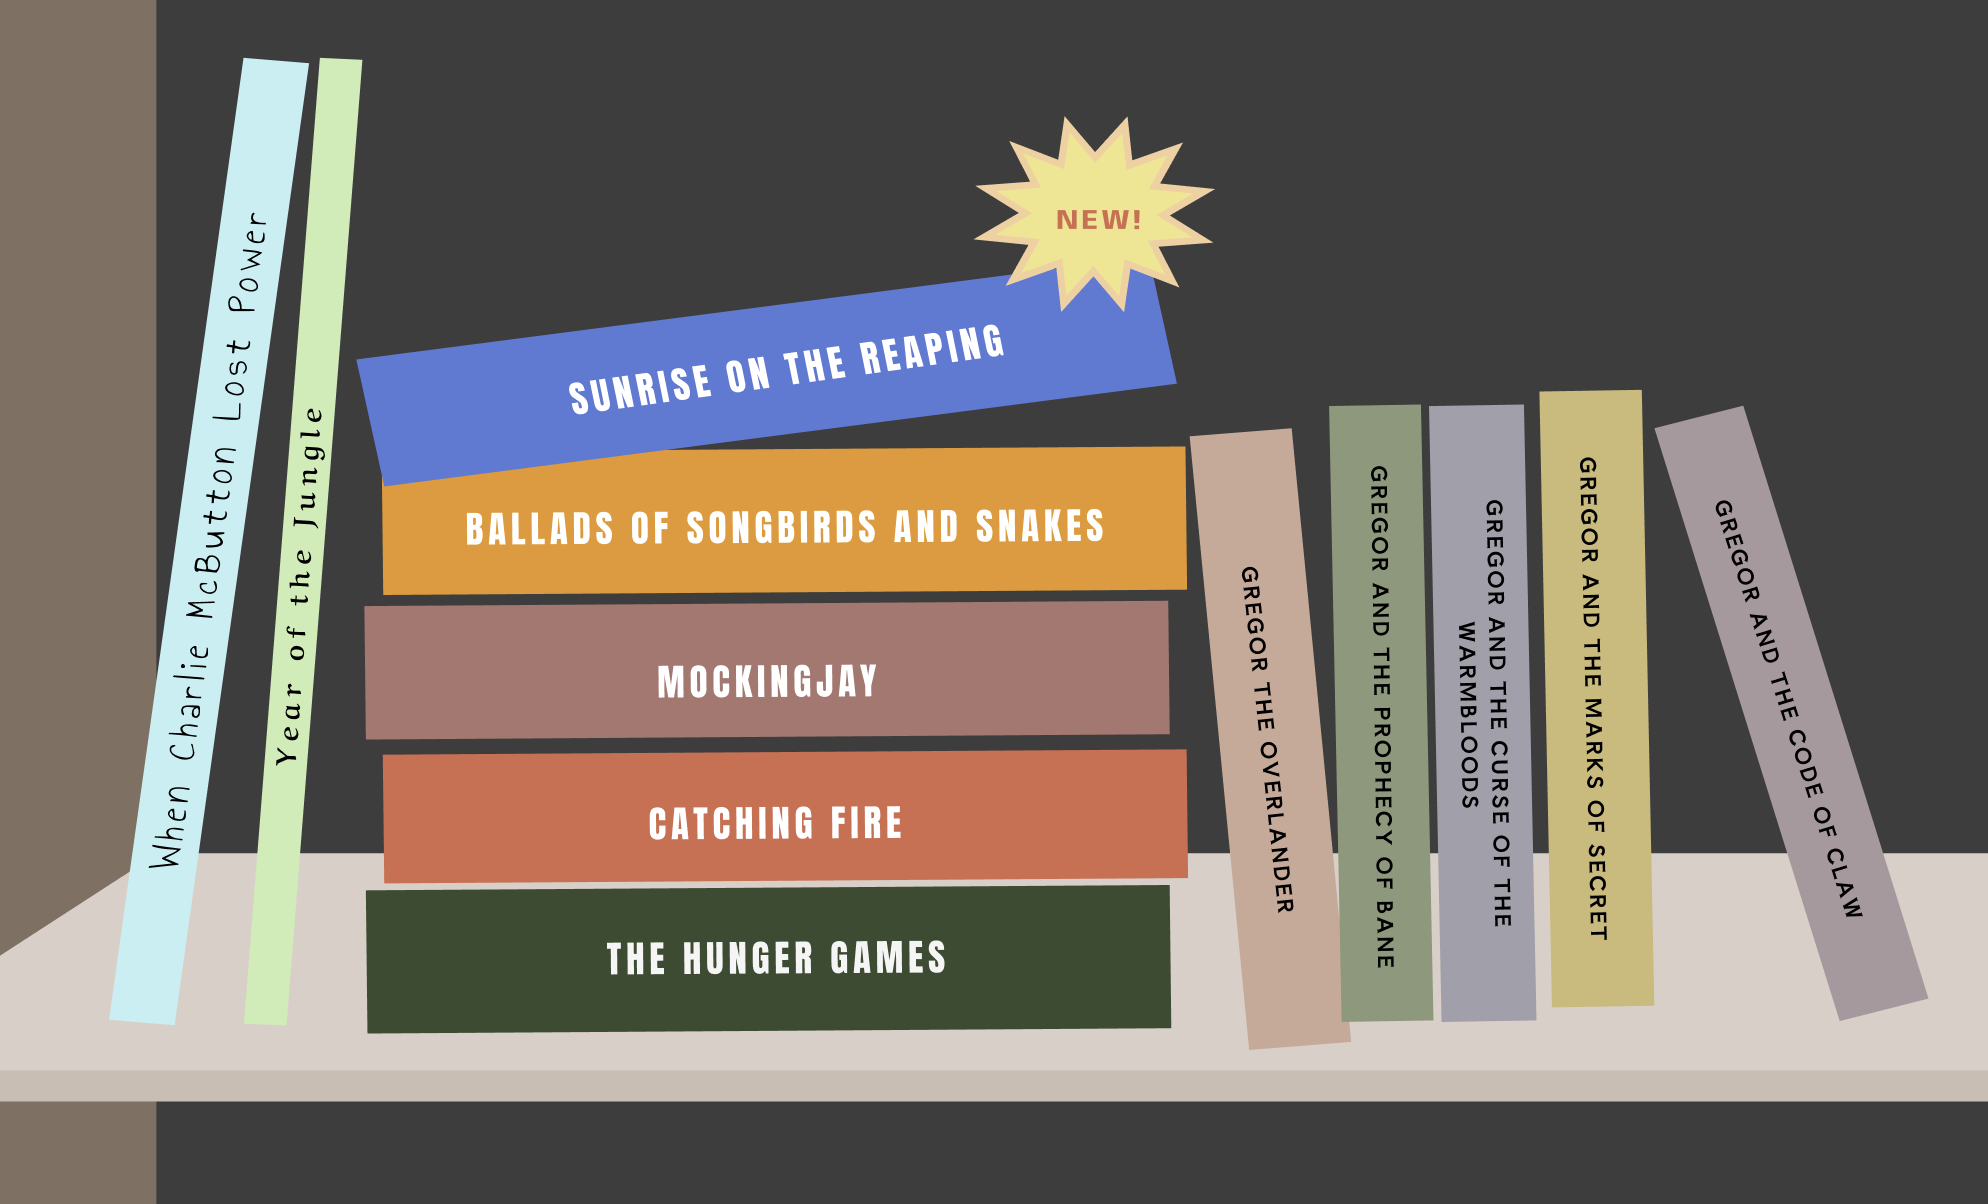 When Charlie McButton Lost Power
Year of the Jungle
NEW!
SUNRISE ON THE REAPING
BALLADS OF SONGBIRDS AND SNAKES
MOCKINGJAY
CATCHING FIRE
THE HUNGER GAMES
GREGOR THE OVERLANDER
GREGOR AND THE PROPHECY OF BANE
GREGOR AND THE CURSE OF THE
WARMBLOODS
GREGOR AND THE MARKS OF SECRET
GREGOR AND THE CODE OF CLAW